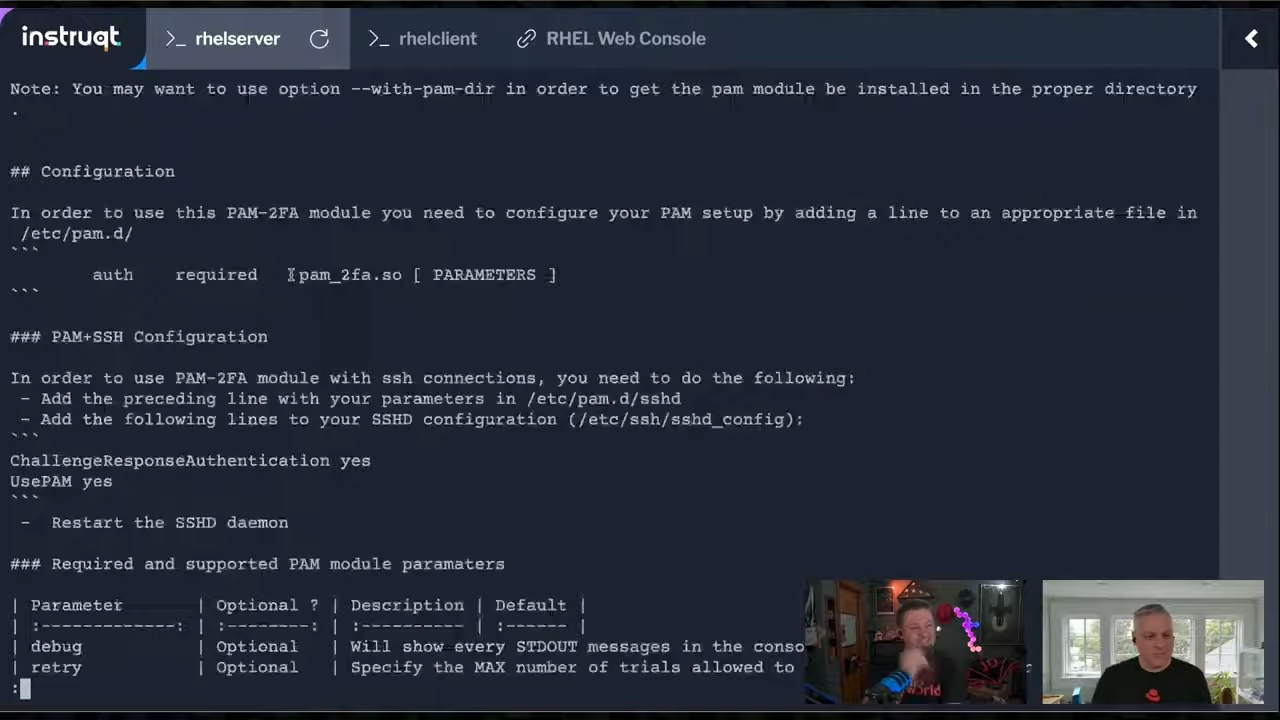 instruqt
>_ rhelserver
>_ rhelclient
RHEL Web Console
Note: You may want to use option --with-pam-dir in order to get the pam module be installed in the proper directory
.
## Configuration
In order to use this PAM-2FA module you need to configure your PAM setup by adding a line to an appropriate file in
/etc/pam.d/
```
auth required pam_2fa.so [ PARAMETERS ]
```
### PAM+SSH Configuration
In order to use PAM-2FA module with ssh connections, you need to do the following:
- Add the preceding line with your parameters in /etc/pam.d/sshd
- Add the following lines to your SSHD configuration (/etc/ssh/sshd_config):
```
ChallengeResponseAuthentication yes
UsePAM yes
```
- Restart the SSHD daemon
### Required and supported PAM module paramaters
| Parameter | Optional ? | Description | Default |
| :-------------: | :--------: | :---------- | :------ |
| debug | Optional | Will show every STDOUT messages in the conso
| retry | Optional | Specify the MAX number of trials allowed to
: